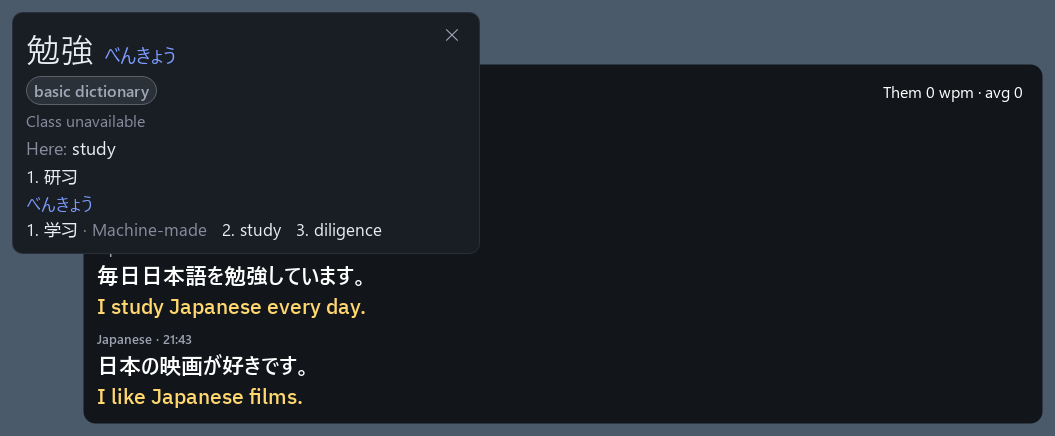 勉強 べんきょう
basic dictionary
Class unavailable
Here: study
1. 研习
べんきょう
1. 学习 · Machine-made 2. study 3. diligence
Them 0 wpm · avg 0
毎日日本語を勉強しています。
I study Japanese every day.
Japanese · 21:43
日本の映画が好きです。
I like Japanese films.